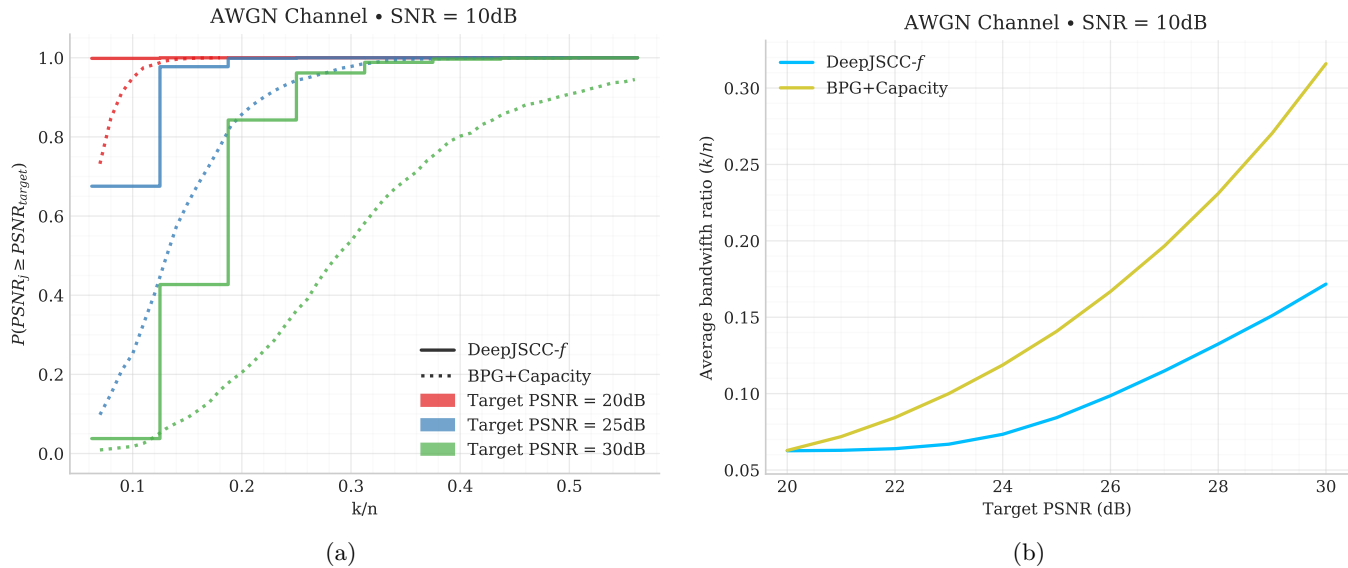 AWGN Channel • SNR = 10dB
P(PSNR_j ≥ PSNR_target)
1.0
0.8
0.6
0.4
0.2
0.0
DeepJSCC-f
BPG+Capacity
Target PSNR = 20dB
Target PSNR = 25dB
Target PSNR = 30dB
0.1 0.2 0.3 0.4 0.5
k/n
(a)
AWGN Channel • SNR = 10dB
Average bandwifth ratio (k/n)
DeepJSCC-f
BPG+Capacity
0.30
0.25
0.20
0.15
0.10
0.05
20 22 24 26 28 30
Target PSNR (dB)
(b)